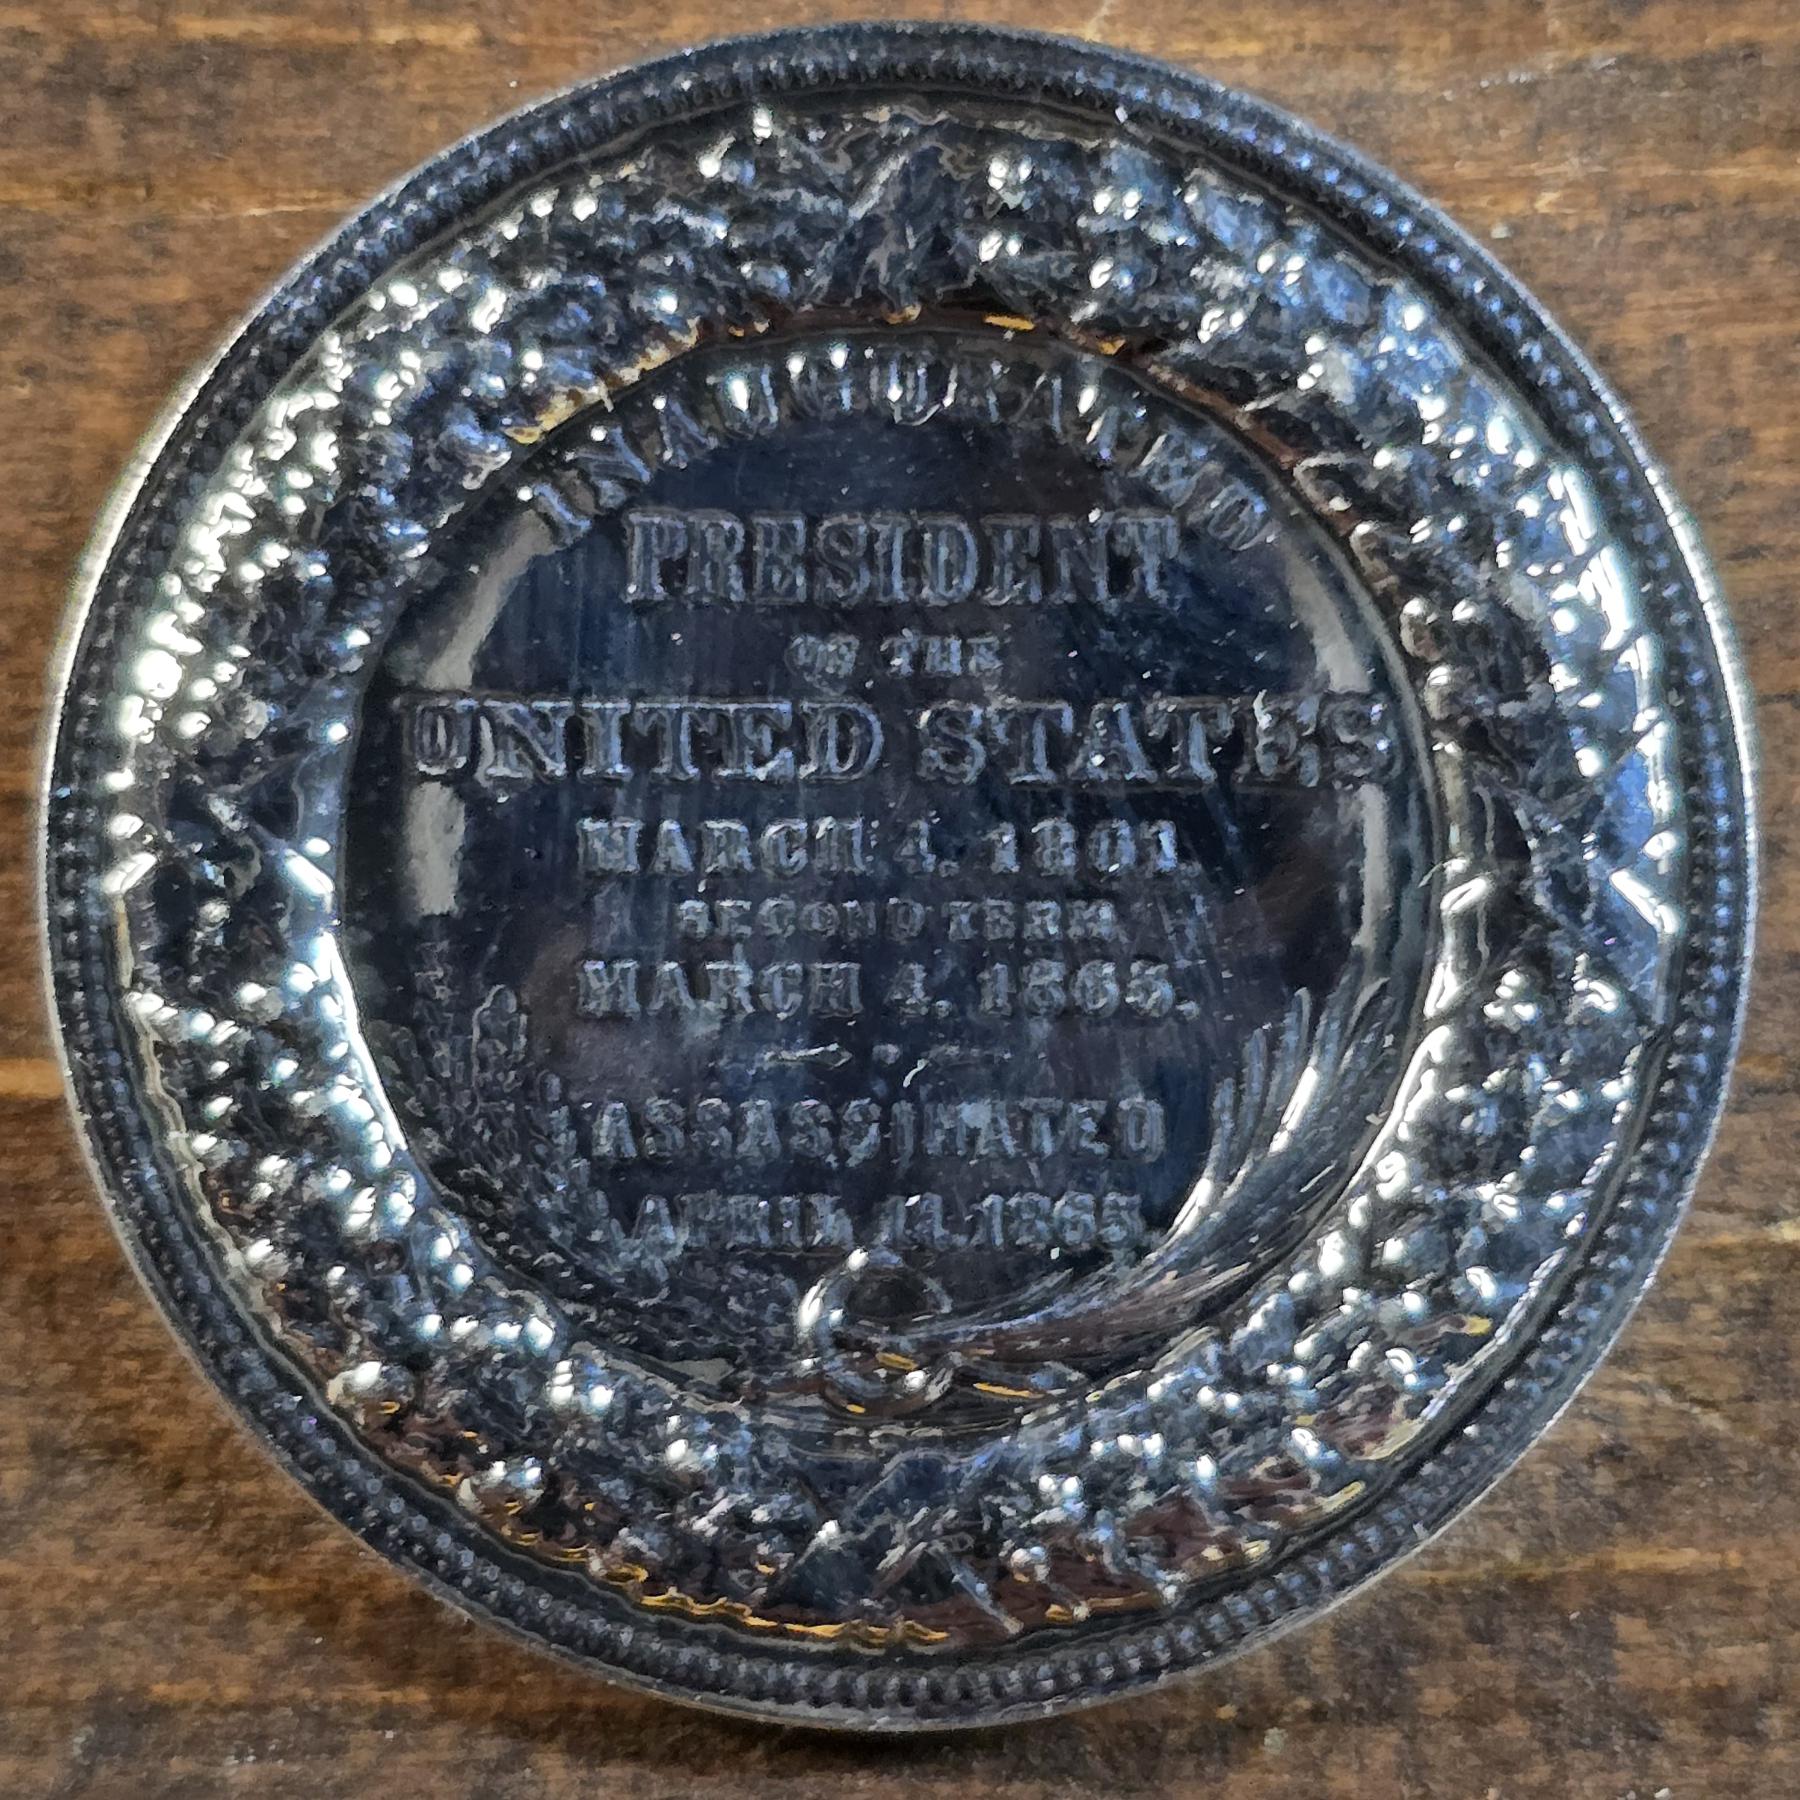 INAUGURATED
PRESIDENT
OF THE
UNITED STATES
MARCH 4, 1861.
SECOND TERM,
MARCH 4, 1865.
ASSASSINATED
APRIL 14, 1865.